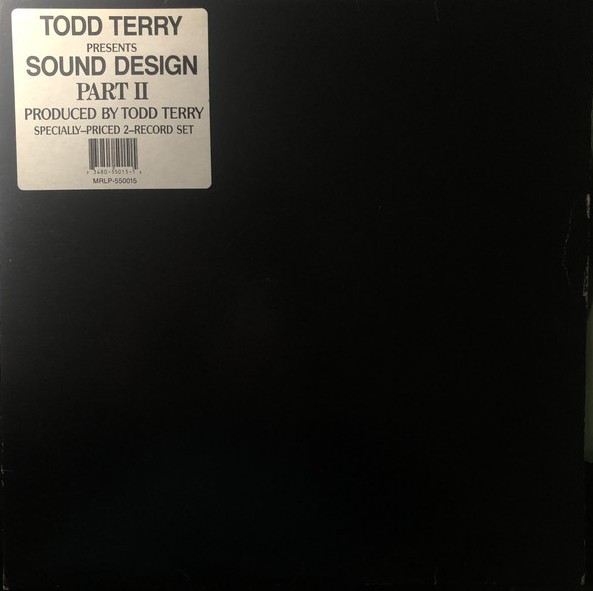 TODD TERRY
PRESENTS
SOUND DESIGN
PART II
PRODUCED BY TODD TERRY
SPECIALLY–PRICED 2–RECORD SET
MRLP-550015